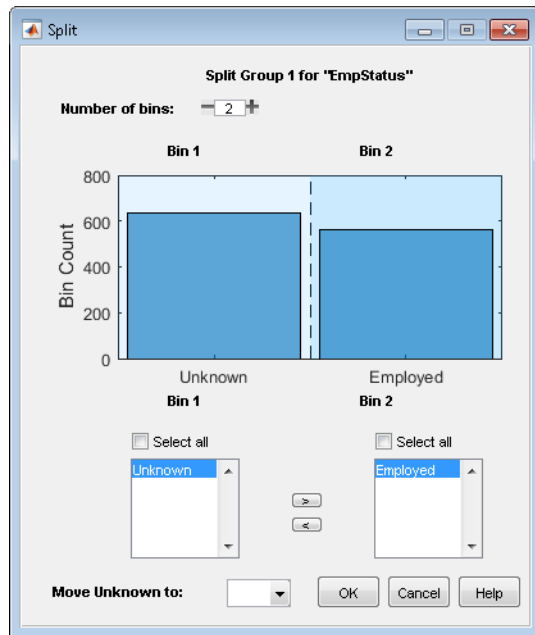 Split
Split Group 1 for "EmpStatus"
Number of bins: 2
Bin 1 Bin 2
800
600
400
200
0
Bin Count
Unknown Employed
Bin 1 Bin 2
Select all Select all
Unknown Employed
>
<
Move Unknown to: OK Cancel Help